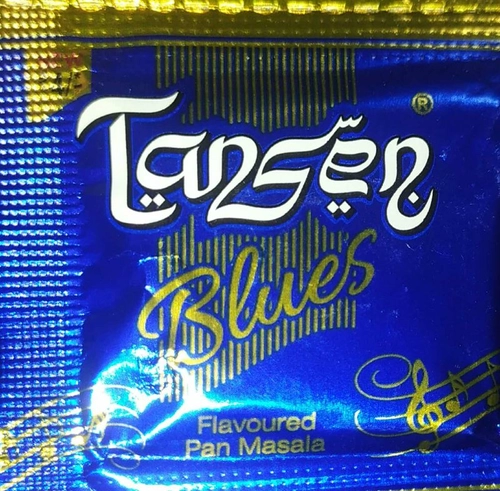 Tansen ®
Blues
Flavoured
Pan Masala